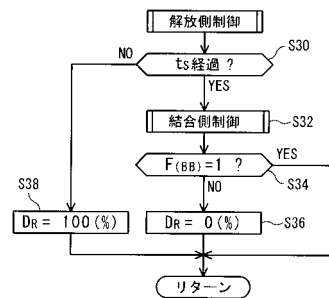 解放側制御
S30
NO
ts経過 ?
YES
S32
結合側制御
F(BB)=1 ?
YES
S34
NO
S38
DR = 100 (%)
DR = 0 (%)
S36
リターン